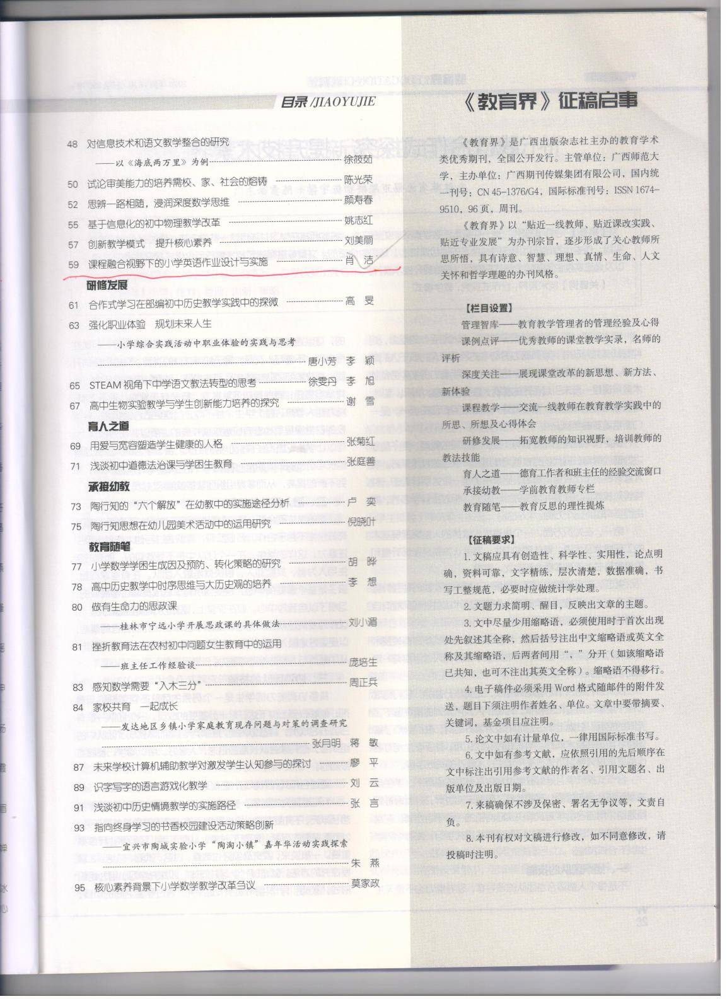 目录/JIAOYUJIE
48 对信息技术和语文教学整合的研究
——以《海底两万里》为例 徐筱茹
50 试论审美能力的培养需校、家、社会的熔铸 陈光荣
52 思辨一路相随，浸润深度数学思维 颜寿春
55 基于信息化的初中物理教学改革 姚志红
57 创新教学模式 提升核心素养 刘美丽
59 课程融合视野下的小学英语作业设计与实施 肖 洁
研修发展
61 合作式学习在部编初中历史教学实践中的探微 高 旻
63 强化职业体验 规划未来人生
——小学综合实践活动中职业体验的实践与思考
唐小芳 李 颖
65 STEAM 视角下中学语文教法转型的思考 徐雯丹 李 旭
67 高中生物实验教学与学生创新能力培养的探究 谢 雪
育人之道
69 用爱与宽容塑造学生健康的人格 张菊红
71 浅谈初中道德法治课与学困生教育 张庭善
承接幼教
73 陶行知的“六个解放”在幼教中的实施途径分析 卢 奕
75 陶行知思想在幼儿园美术活动中的运用研究 倪晓叶
教育随笔
77 小学数学学困生成因及预防、转化策略的研究 胡 晔
78 高中历史教学中时序思维与大历史观的培养 李 想
80 做有生命力的思政课
——桂林市宁远小学开展思政课的具体做法 刘小湄
81 挫折教育法在农村初中问题女生教育中的运用
——班主任工作经验谈 庞培生
83 感知数学需要“入木三分” 周正兵
84 家校共育 一起成长
——发达地区乡镇小学家庭教育现存问题与对策的调查研究
张月明 蒋 敏
87 未来学校计算机辅助教学对激发学生认知参与的探讨 廖 平
89 识字写字的语言游戏化教学 刘 云
91 浅谈初中历史情境教学的实施路径 张 言
93 指向终身学习的书香校园建设活动策略创新
——宜兴市陶城实验小学“陶淘小镇”嘉年华活动实践探索
朱 燕
95 核心素养背景下小学数学教学改革刍议 莫家政
《教育界》征稿启事
《教育界》是广西出版杂志社主办的教育学术
类优秀期刊，全国公开发行。主管单位：广西师范大
学，主办单位：广西期刊传媒集团有限公司，国内统
一刊号：CN 45-1376/G4，国际标准刊号：ISSN 1674-
9510，96 页，周刊。
《教育界》以“贴近一线教师、贴近课改实践、
贴近专业发展”为办刊宗旨，逐步形成了关心教师所
思所悟，具有诗意、智慧、理想、真情、生命、人文
关怀和哲学理趣的办刊风格。
【栏目设置】
管理智库——教育教学管理者的管理经验及心得
课例点评——优秀教师的课堂教学实录，名师的
评析
深度关注——展现课堂改革的新思想、新方法、
新体验
课程教学——交流一线教师在教育教学实践中的
所思、所想及心得体会
研修发展——拓宽教师的知识视野，培训教师的
教法技能
育人之道——德育工作者和班主任的经验交流窗口
承接幼教——学前教育教师专栏
教育随笔——教育反思的理性提炼
【征稿要求】
1. 文稿应具有创造性、科学性、实用性，论点明
确，资料可靠，文字精练，层次清楚，数据准确，书
写工整规范，必要时应做统计学处理。
2. 文题力求简明、醒目，反映出文章的主题。
3. 文中尽量少用缩略语，必须使用时于首次出现
处先叙述其全称，然后括号注出中文缩略语或英文全
称及其缩略语，后两者间用“，”分开（如该缩略语
已共知，也可不注出其英文全称）。缩略语不得移行。
4. 电子稿件必须采用 Word 格式随邮件的附件发
送，题目下须注明作者姓名、单位。文章中要带摘要、
关键词，基金项目应注明。
5. 论文中如有计量单位，一律用国际标准书写。
6. 文中如有参考文献，应依照引用的先后顺序在
文中标注出引用参考文献的作者名、引用文题名、出
版单位及出版日期。
7. 来稿确保不涉及保密、署名无争议等，文责自
负。
8. 本刊有权对文稿进行修改，如不同意修改，请
投稿时注明。